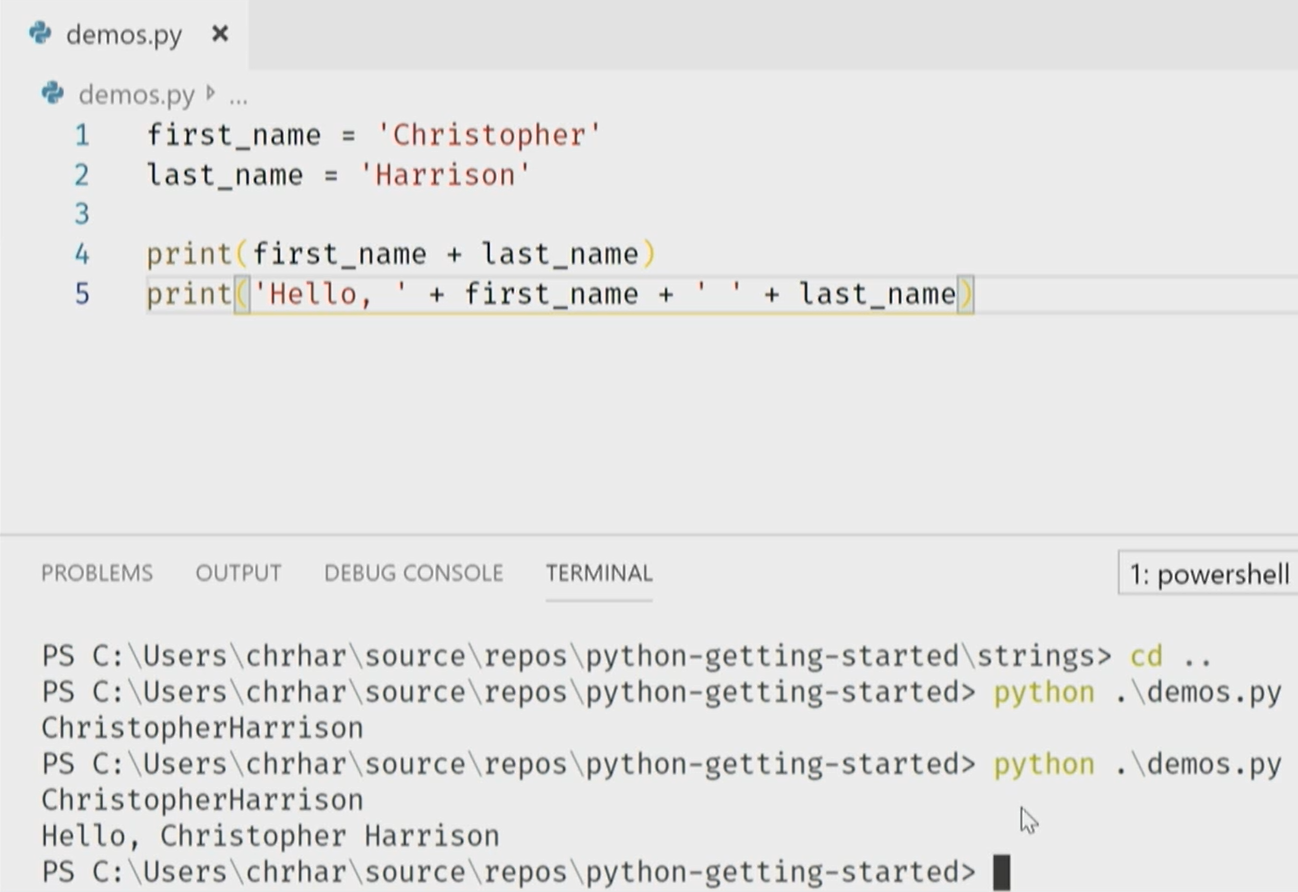 demos.py ×
demos.py ▹ ...
1 first_name = 'Christopher'
2 last_name = 'Harrison'
3
4 print(first_name + last_name)
5 print('Hello, ' + first_name + ' ' + last_name)
PROBLEMS OUTPUT DEBUG CONSOLE TERMINAL 1: powershell
PS C:\Users\chrhar\source\repos\python-getting-started\strings> cd ..
PS C:\Users\chrhar\source\repos\python-getting-started> python .\demos.py
ChristopherHarrison
PS C:\Users\chrhar\source\repos\python-getting-started> python .\demos.py
ChristopherHarrison
Hello, Christopher Harrison
PS C:\Users\chrhar\source\repos\python-getting-started>